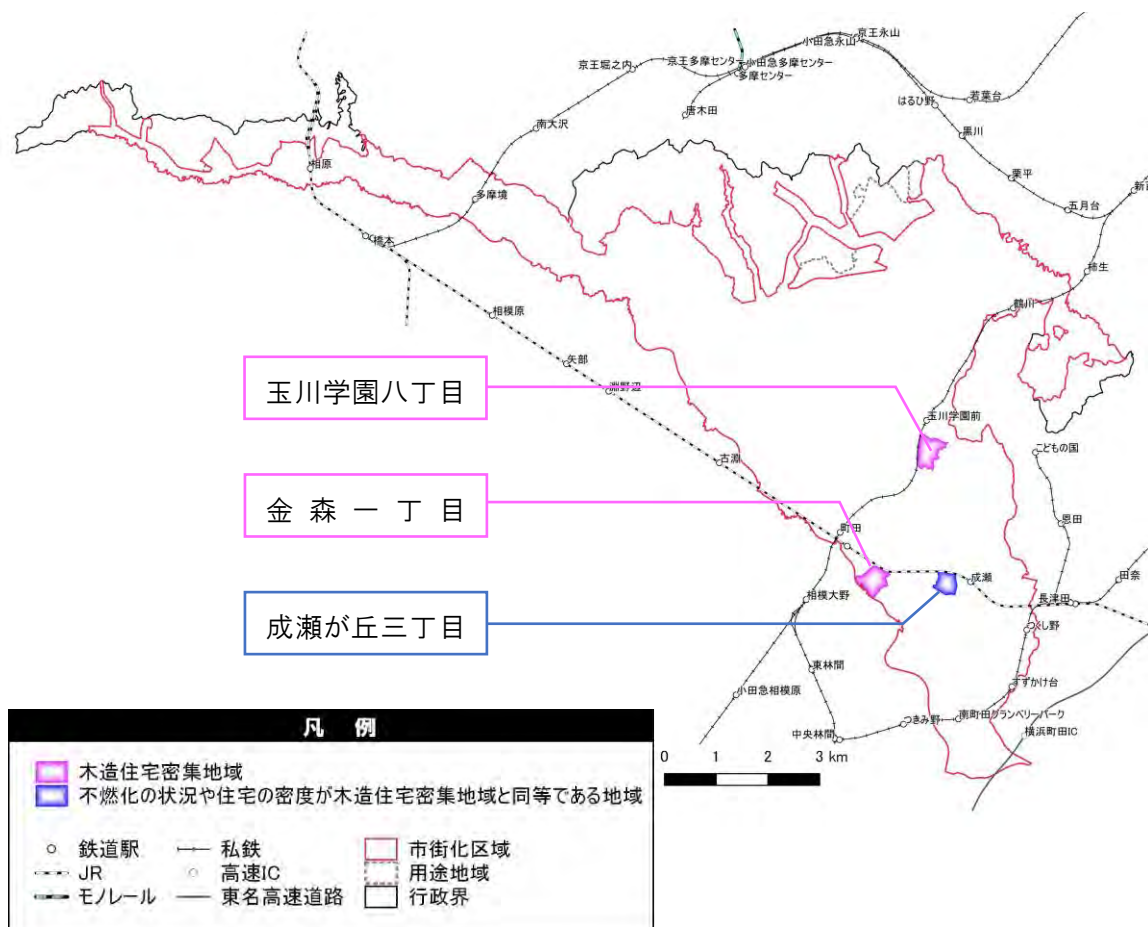 京王永山
小田急永山
京王多摩センター
小田急多摩センター
多摩センター
京王堀之内
若葉台
はるひ野
唐木田
南大沢
黒川
相原
栗平
多摩境
五月台
橋本
柿生
鶴川
相模原
矢部
玉川学園八丁目
淵野辺
玉川学園前
こどもの国
古淵
金森一丁目
恩田
町田
成瀬
田奈
相模大野
長津田
成瀬が丘三丁目
つくし野
東林間
小田急相模原
すずかけ台
つきみ野
南町田グランベリーパーク
中央林間
横浜町田IC
0 1 2 3 km
凡 例
木造住宅密集地域
不燃化の状況や住宅の密度が木造住宅密集地域と同等である地域
鉄道駅 私鉄 市街化区域
JR 高速IC 用途地域
モノレール 東名高速道路 行政界